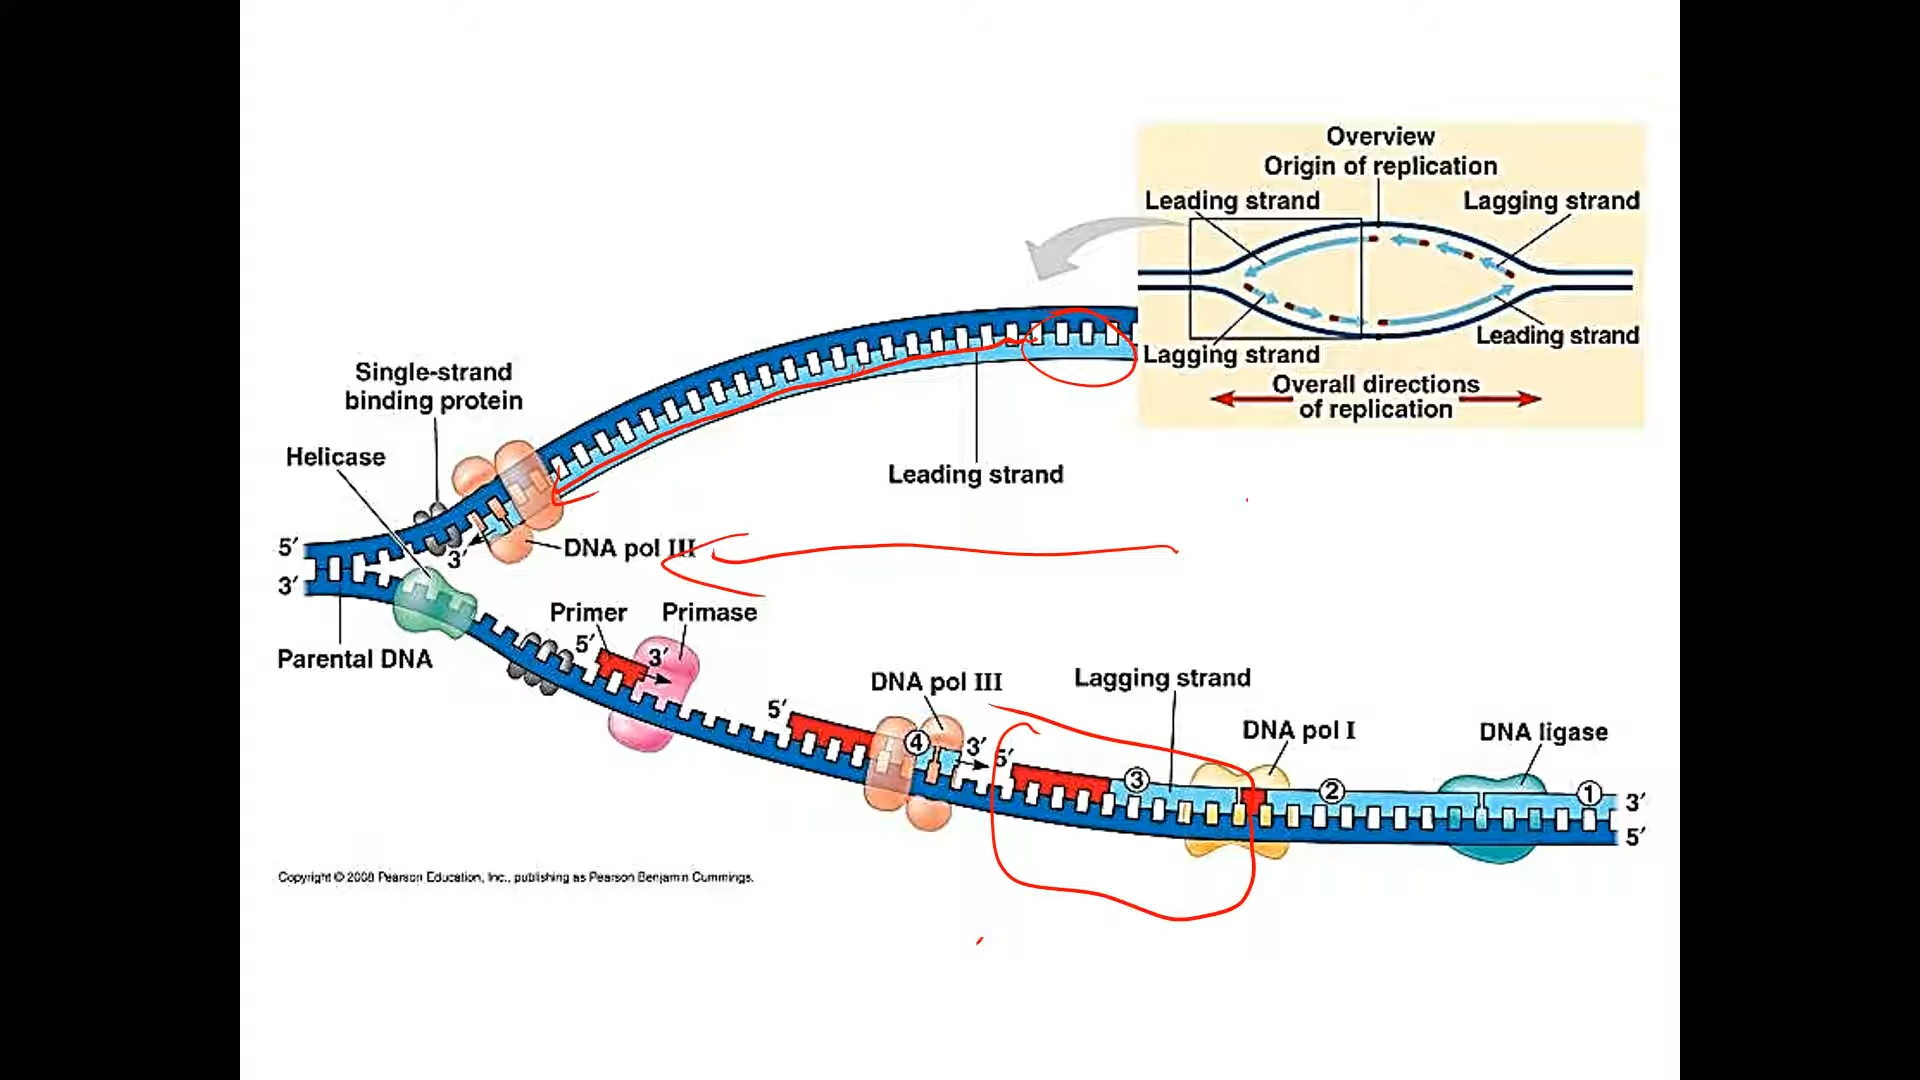 Overview
Origin of replication
Leading strand
Lagging strand
Leading strand
Lagging strand
Overall directions
of replication
Single-strand
binding protein
Helicase
Leading strand
5′
3′
3′
DNA pol III
Parental DNA
Primer
Primase
5′
3′
DNA pol III
Lagging strand
5′
4
3′
5′
DNA pol I
DNA ligase
3
2
1
3′
5′
Copyright © 2008 Pearson Education, Inc., publishing as Pearson Benjamin Cummings.